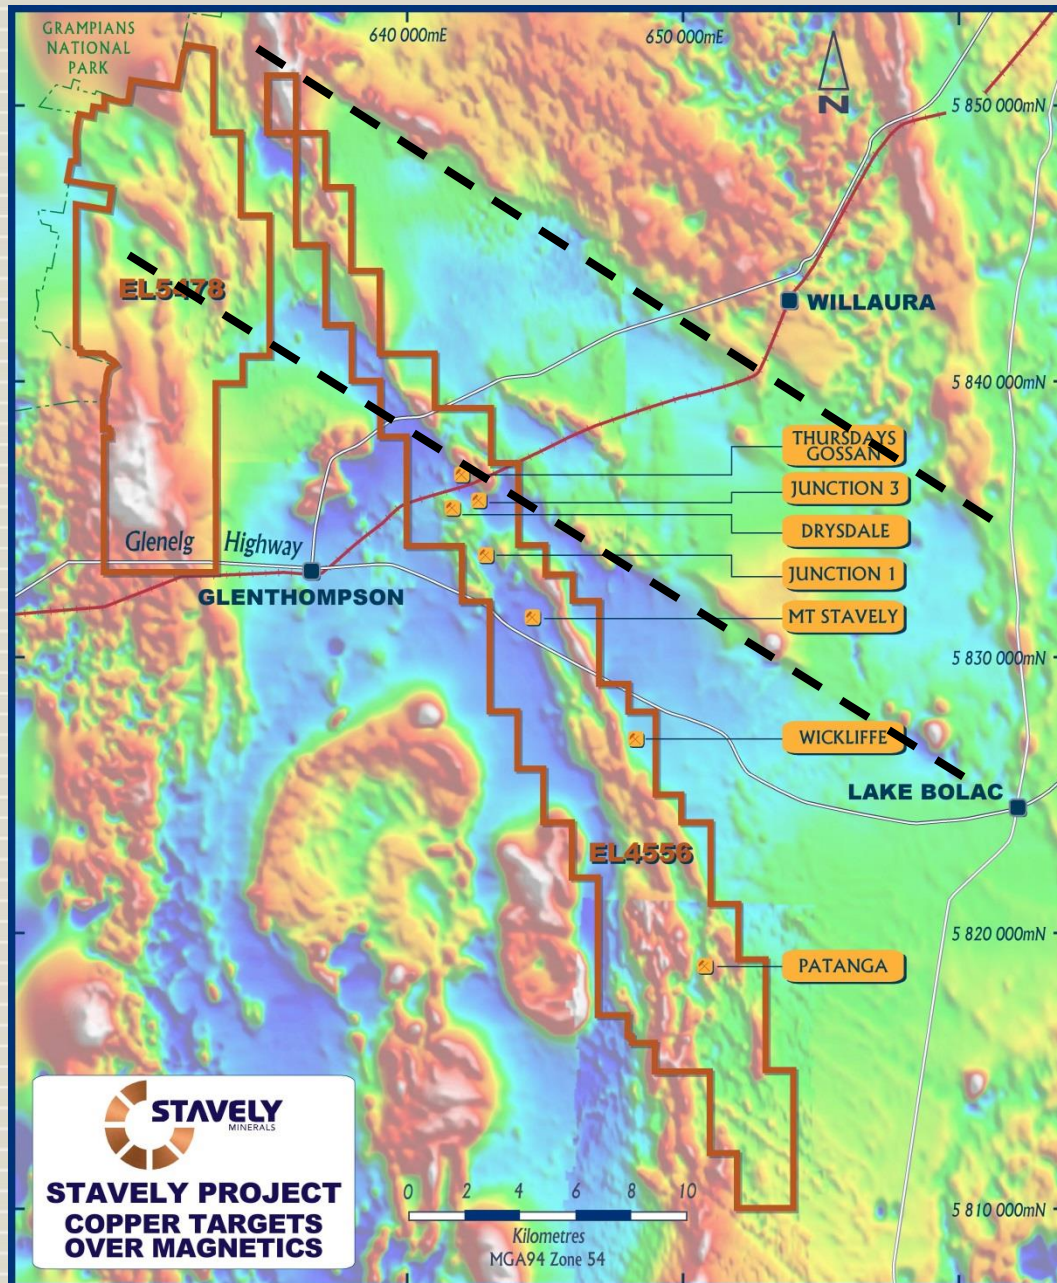 GRAMPIANS
NATIONAL
PARK
640 000mE
650 000mE
N
5 850 000mN
EL5478
WILLAURA
5 840 000mN
THURSDAYS
GOSSAN
JUNCTION 3
DRYSDALE
Glenelg Highway
JUNCTION 1
GLENTHOMPSON
MT STAVELY
5 830 000mN
WICKLIFFE
LAKE BOLAC
EL4556
5 820 000mN
PATANGA
STAVELY
MINERALS
STAVELY PROJECT
COPPER TARGETS
OVER MAGNETICS
0 2 4 6 8 10
Kilometres
MGA94 Zone 54
5 810 000mN